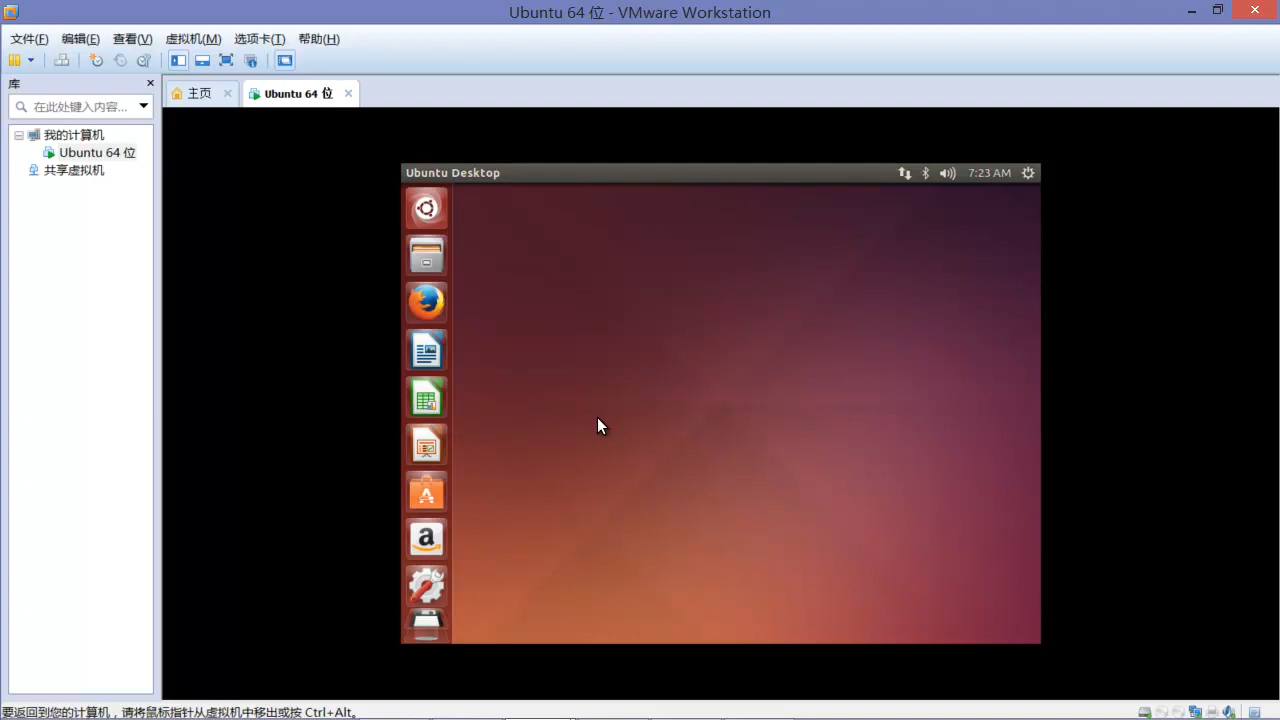 Ubuntu 64 位 - VMware Workstation
文件(F) 编辑(E) 查看(V) 虚拟机(M) 选项卡(T) 帮助(H)
库
在此处键入内容...
我的计算机
Ubuntu 64 位
共享虚拟机
主页 Ubuntu 64 位
Ubuntu Desktop 7:23 AM
a
要返回到您的计算机，请将鼠标指针从虚拟机中移出或按 Ctrl+Alt。